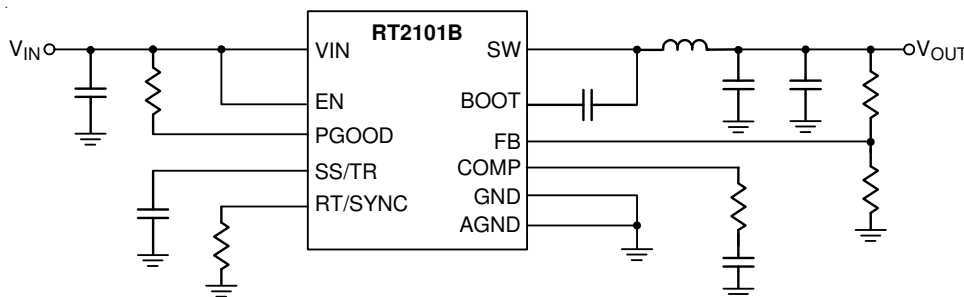 RT2101B
VIN
VIN
EN
PGOOD
SS/TR
RT/SYNC
SW
BOOT
FB
COMP
GND
AGND
VOUT